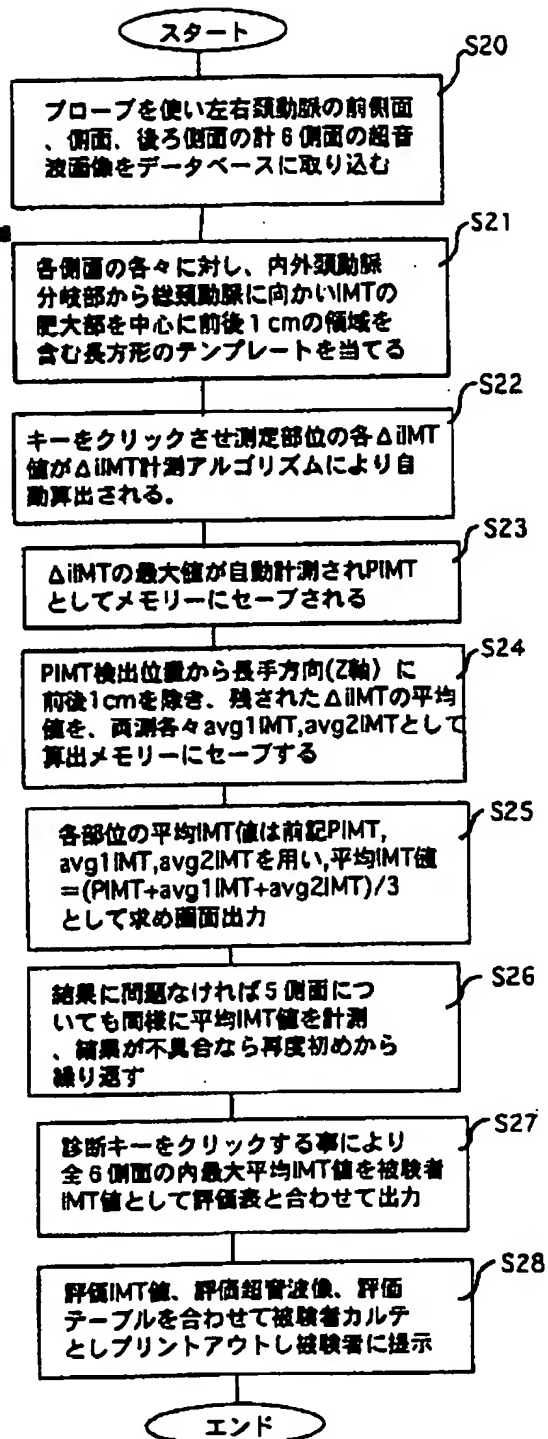 スタート
S20
プローブを使い左右頚動脈の前側面
、側面、後ろ側面の計6側面の超音
波画像をデータベースに取り込む
S21
各側面の各々に対し、内外頚動脈
分岐部から総頚動脈に向かいIMTの
肥大部を中心に前後1cmの領域を
含む長方形のテンプレートを当てる
S22
キーをクリックさせ測定部位の各ΔiIMT
値がΔiIMT計測アルゴリズムにより自
動算出される。
S23
ΔiIMTの最大値が自動計測されPIMT
としてメモリーにセーブされる
S24
PIMT検出位置から長手方向(Z軸)に
前後1cmを除き、残されたΔiIMTの平均
値を、両測各々avg1IMT,avg2IMTとして
算出メモリーにセーブする
S25
各部位の平均IMT値は前記PIMT,
avg1IMT,avg2IMTを用い,平均IMT値
=(PIMT+avg1IMT+avg2IMT)/3
として求め画面出力
S26
結果に問題なければ5側面につ
いても同様に平均IMT値を計測
、結果が不具合なら再度初めから
繰り返す
S27
診断キーをクリックする事により
全6側面の内最大平均IMT値を被験者
IMT値として評価表と合わせて出力
S28
評価IMT値、評価超音波像、評価
テーブルを合わせて被験者カルテ
としプリントアウトし被験者に提示
エンド